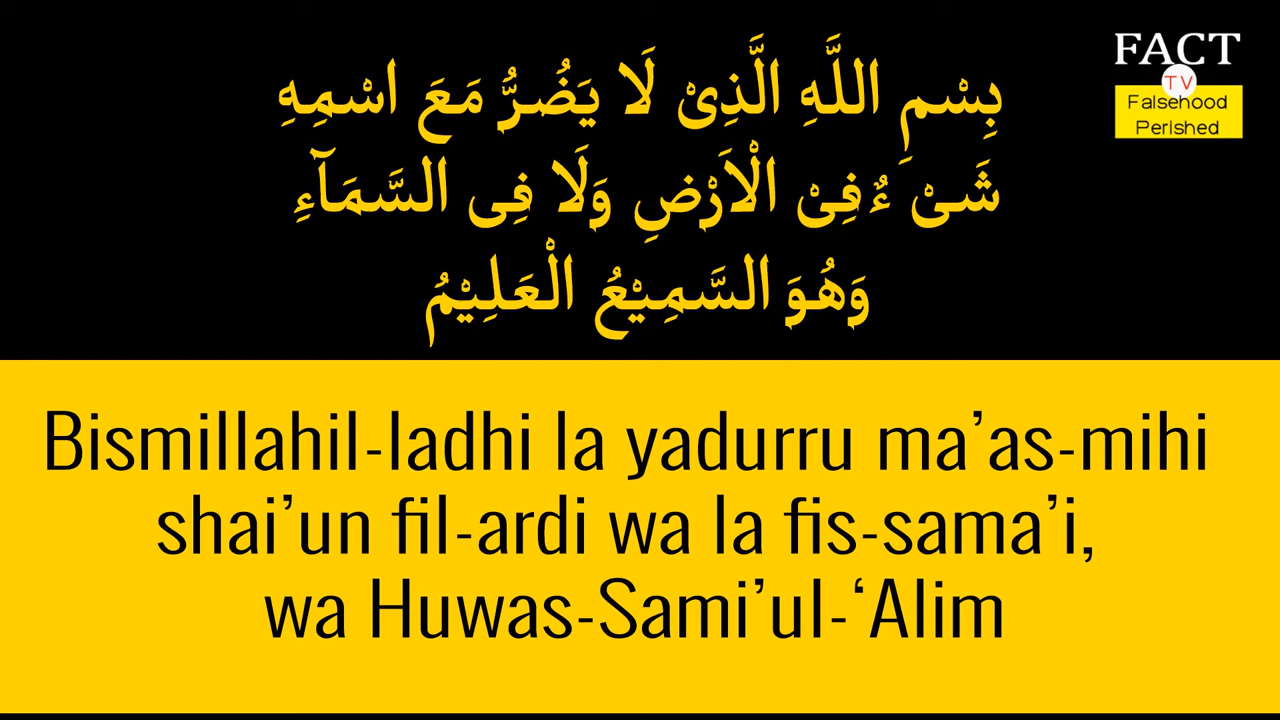 بِسْمِ اللَّهِ الَّذِىْ لَا يَضُرُّ مَعَ اسْمِهِ
شَىْ ءٌ فِىْ الْاَرْضِ وَلَا فِى السَّمَآءِ
وَهُوَ السَّمِيْعُ الْعَلِيْمُ
FACT
TV
Falsehood
Perished
Bismillahil-ladhi la yadurru ma’as-mihi
shai’un fil-ardi wa la fis-sama’i,
wa Huwas-Sami’ul-‘Alim